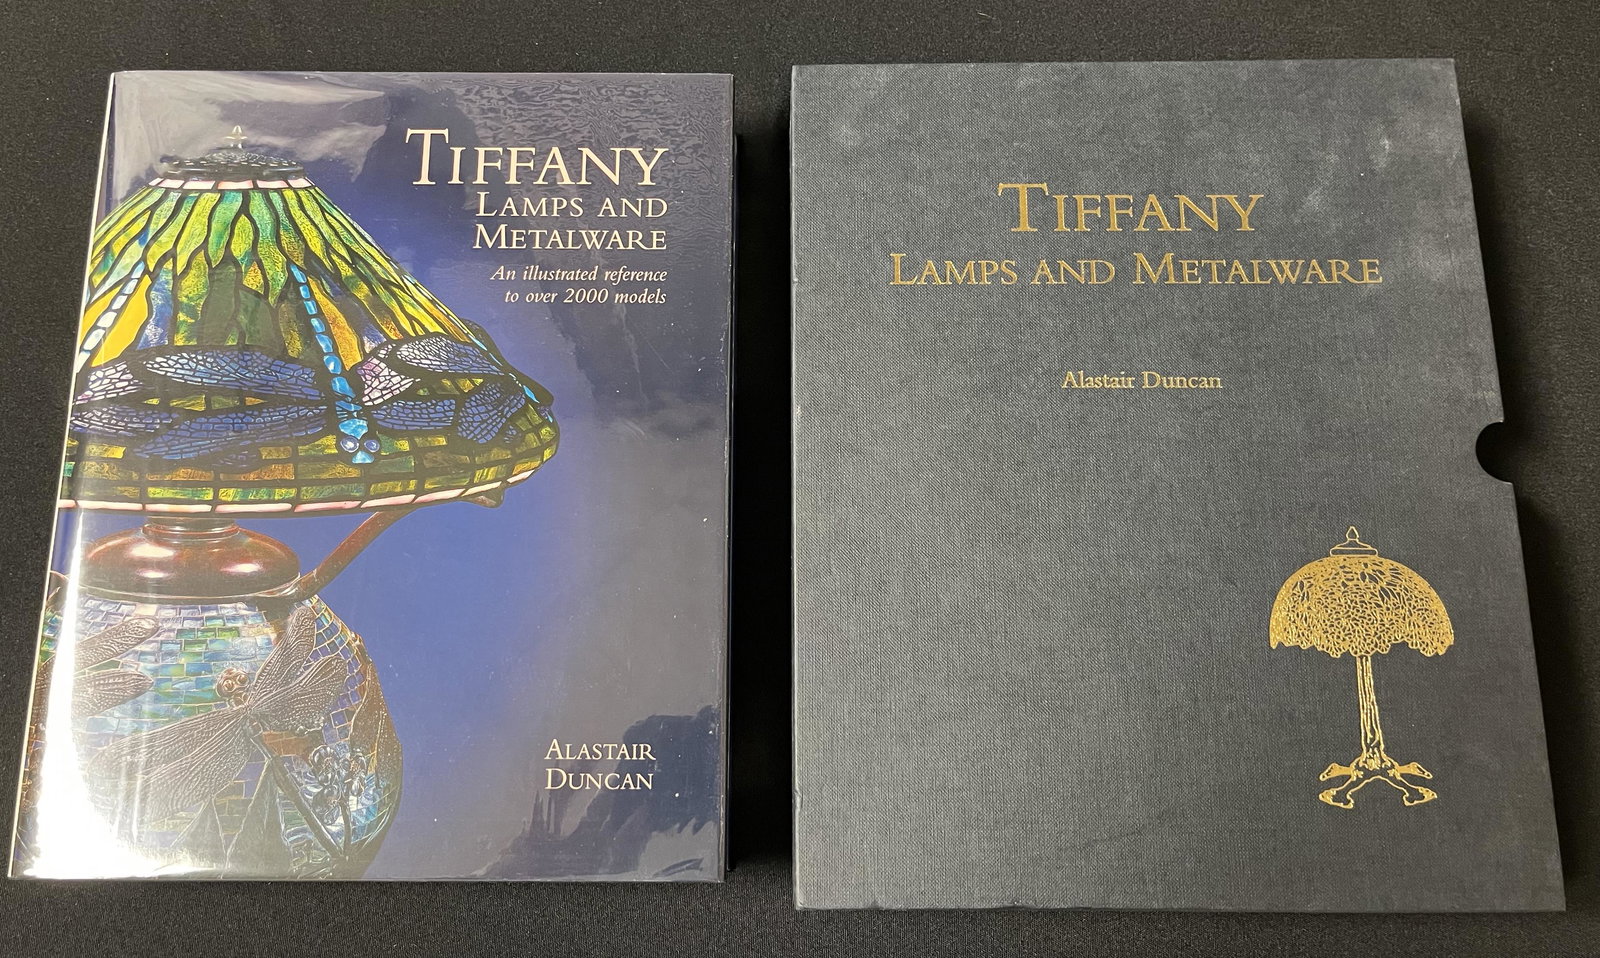 TIFFANY
LAMPS AND
METALWARE
An illustrated reference
to over 2000 models
ALASTAIR
DUNCAN
TIFFANY
LAMPS AND METALWARE
Alastair Duncan